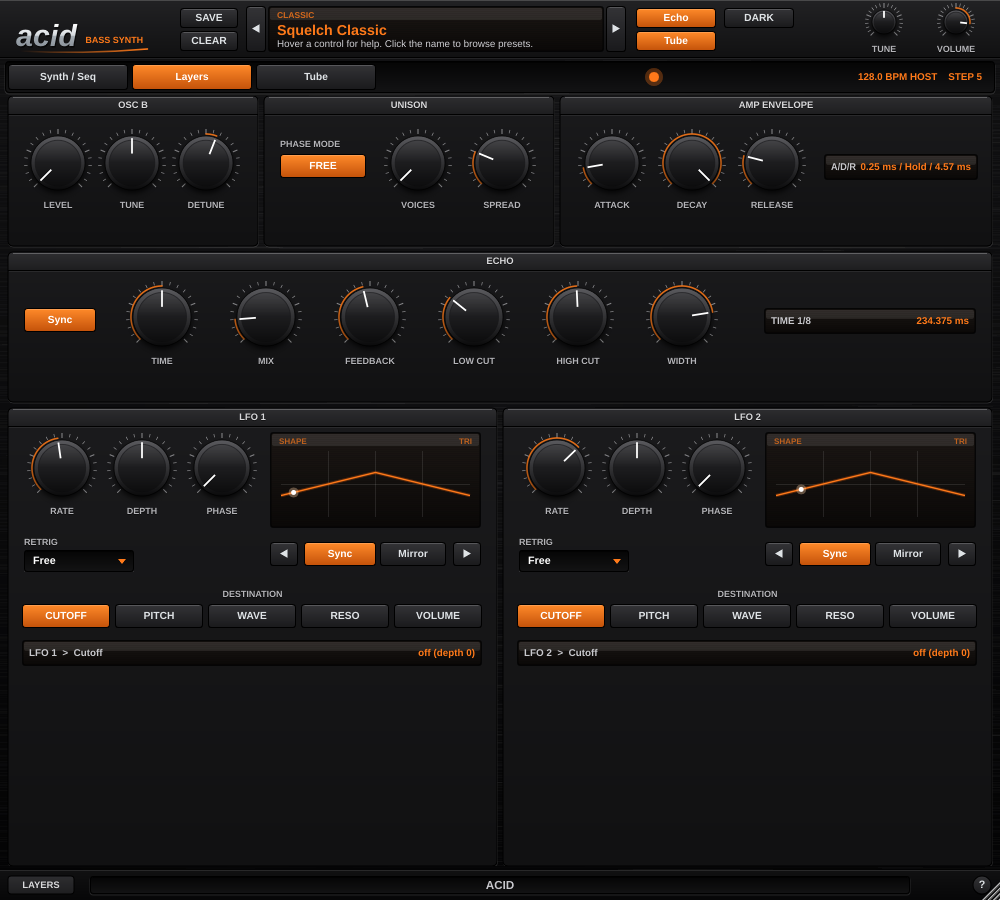 acid BASS SYNTH
SAVE
CLEAR
CLASSIC
Squelch Classic
Hover a control for help. Click the name to browse presets.
Echo
DARK
Tube
TUNE
VOLUME
Synth / Seq
Layers
Tube
128.0 BPM HOST STEP 5
OSC B
LEVEL
TUNE
DETUNE
UNISON
PHASE MODE
FREE
VOICES
SPREAD
AMP ENVELOPE
ATTACK
DECAY
RELEASE
A/D/R 0.25 ms / Hold / 4.57 ms
ECHO
Sync
TIME
MIX
FEEDBACK
LOW CUT
HIGH CUT
WIDTH
TIME 1/8 234.375 ms
LFO 1
RATE
DEPTH
PHASE
SHAPE TRI
RETRIG
Free
Sync
Mirror
DESTINATION
CUTOFF
PITCH
WAVE
RESO
VOLUME
LFO 1 > Cutoff off (depth 0)
LFO 2
RATE
DEPTH
PHASE
SHAPE TRI
RETRIG
Free
Sync
Mirror
DESTINATION
CUTOFF
PITCH
WAVE
RESO
VOLUME
LFO 2 > Cutoff off (depth 0)
LAYERS
ACID
?